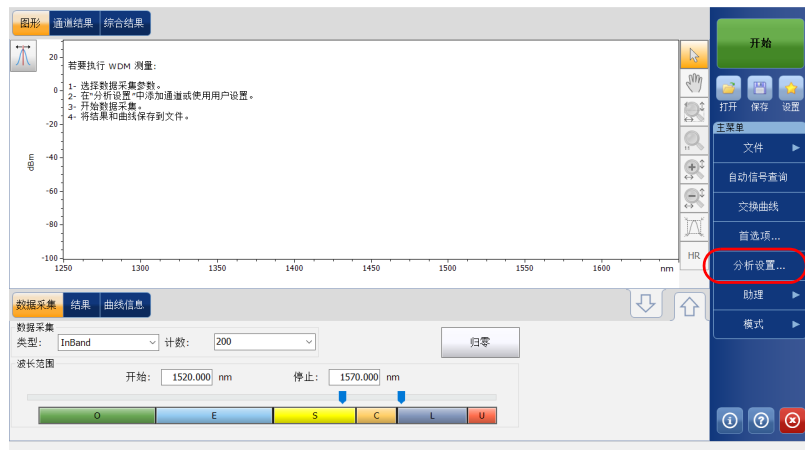 图形 通道结果 综合结果
若要执行 WDM 测量:
1- 选择数据采集参数。
2- 在"分析设置"中添加通道或使用用户设置。
3- 开始数据采集。
4- 将结果和曲线保存到文件。
20
0
-20
-40
-60
-80
-100
dBm
1250 1300 1350 1400 1450 1500 1550 1600 nm
HR
数据采集 结果 曲线信息
数据采集
类型: InBand 计数: 200 归零
波长范围
开始: 1520.000 nm 停止: 1570.000 nm
O E S C L U
开始
打开 保存 设置
主菜单
文件
自动信号查询
交换曲线
首选项...
分析设置...
助理
模式